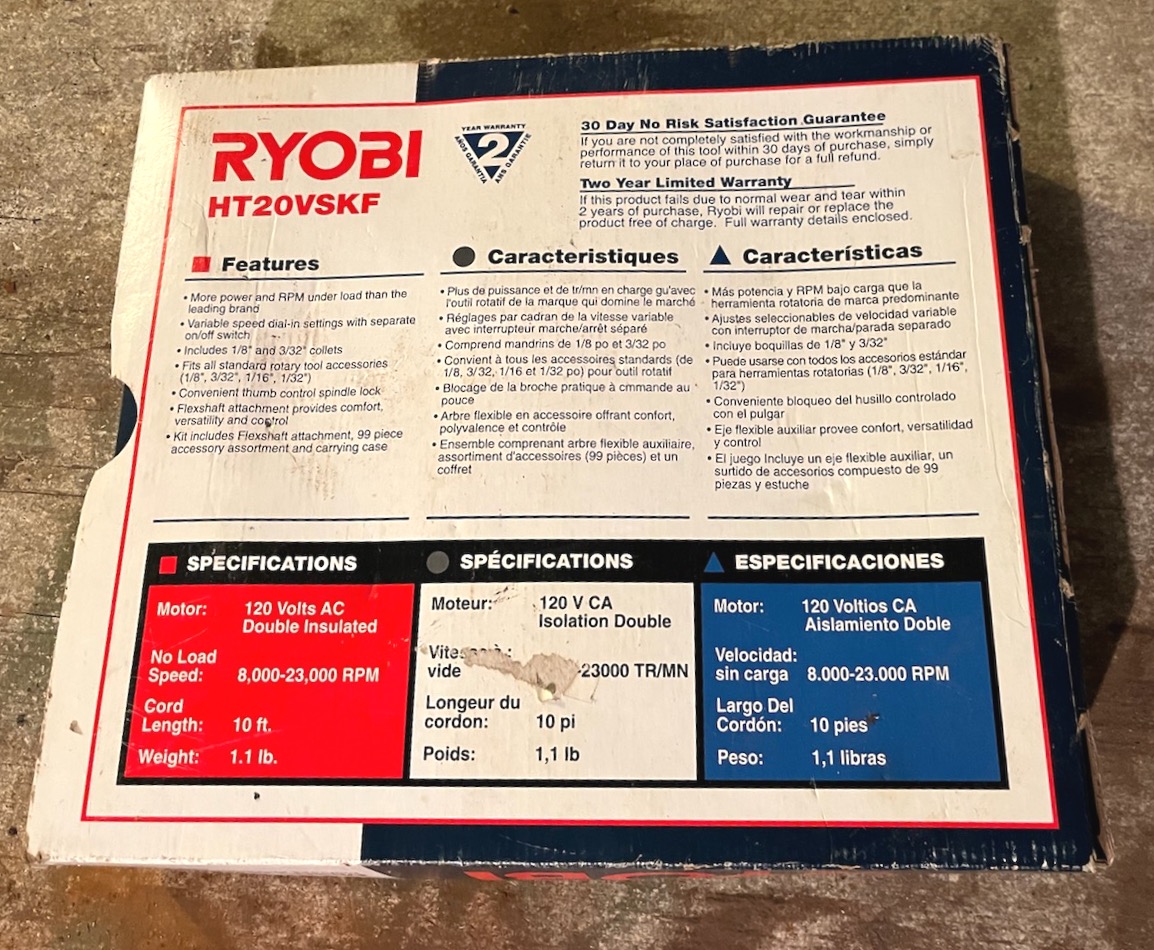 RYOBI
HT20VSKF
YEAR WARRANTY
AÑOS GARANTIA
ANS GARANTIE
2
30 Day No Risk Satisfaction Guarantee
If you are not completely satisfied with the workmanship or
performance of this tool within 30 days of purchase, simply
return it to your place of purchase for a full refund.
Two Year Limited Warranty
If this product fails due to normal wear and tear within
2 years of purchase, Ryobi will repair or replace the
product free of charge. Full warranty details enclosed.
Features
• More power and RPM under load than the
leading brand
• Variable speed dial-in settings with separate
on/off switch
• Includes 1/8" and 3/32" collets
• Fits all standard rotary tool accessories
(1/8", 3/32", 1/16", 1/32")
• Convenient thumb control spindle lock
• Flexshaft attachment provides comfort,
versatility and control
• Kit includes Flexshaft attachment, 99 piece
accessory assortment and carrying case
Caracteristiques
• Plus de puissance et de tr/mn en charge gu'avec
l'outil rotatif de la marque qui domine le marché
• Réglages par cadran de la vitesse variable
avec interrupteur marche/arrêt séparé
• Comprend mandrins de 1/8 po et 3/32 po
• Convient à tous les accessoires standards (de
1/8, 3/32, 1/16 et 1/32 po) pour outil rotatif
• Blocage de la broche pratique à cmmande au
pouce
• Arbre flexible en accessoire offrant confort,
polyvalence et contrôle
• Ensemble comprenant arbre flexible auxiliaire,
assortiment d'accessoires (99 pièces) et un
coffret
Características
• Más potencia y RPM bajo carga que la
herramienta rotatoria de marca predominante
• Ajustes seleccionables de velocidad variable
con interruptor de marcha/parada separado
• Incluye boquillas de 1/8" y 3/32"
• Puede usarse con todos los accesorios estándar
para herramientas rotatorias (1/8", 3/32", 1/16",
1/32")
• Conveniente bloqueo del husillo controlado
con el pulgar
• Eje flexible auxiliar provee confort, versatilidad
y control
• El juego Incluye un eje flexible auxiliar, un
surtido de accesorios compuesto de 99
piezas y estuche
SPECIFICATIONS
Motor: 120 Volts AC
Double Insulated
No Load
Speed: 8,000-23,000 RPM
Cord
Length: 10 ft.
Weight: 1.1 lb.
SPÉCIFICATIONS
Moteur: 120 V CA
Isolation Double
vide -23000 TR/MN
Longeur du
cordon: 10 pi
Poids: 1,1 lb
ESPECIFICACIONES
Motor: 120 Voltios CA
Aislamiento Doble
Velocidad:
sin carga 8.000-23.000 RPM
Largo Del
Cordón: 10 pies
Peso: 1,1 libras